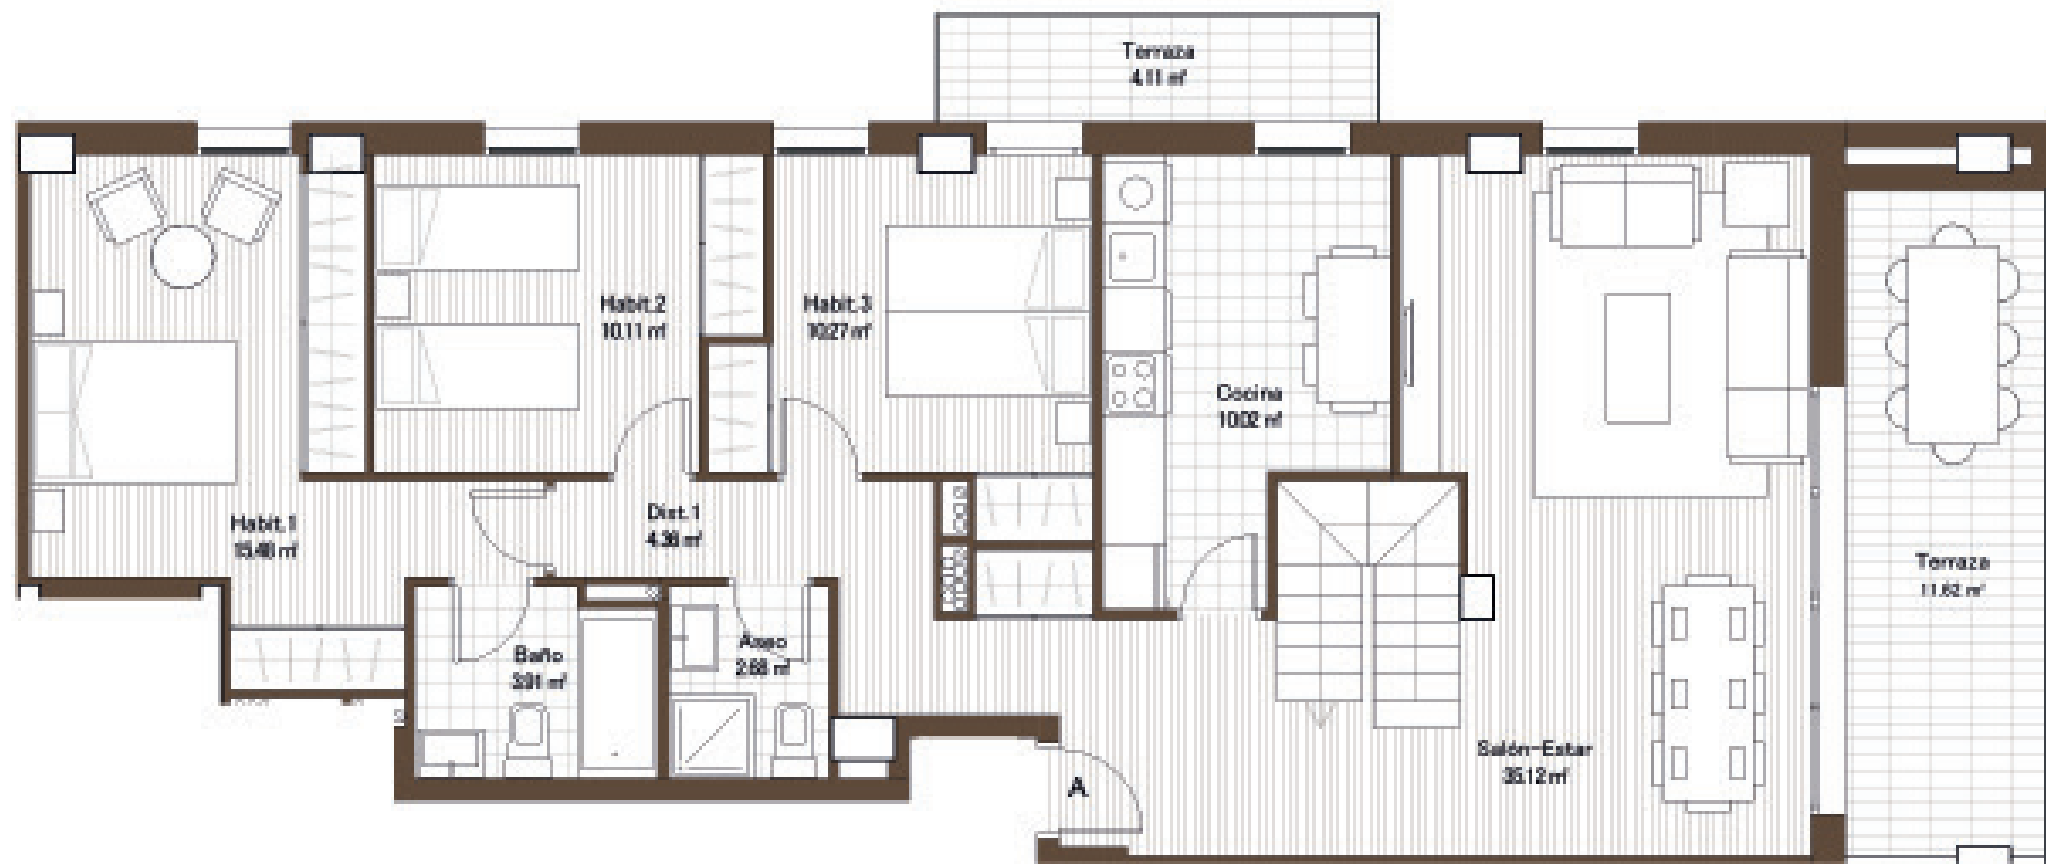 Terraza
4.11 m²
Habit.2
10.11 m²
Habit.3
10.27 m²
Cocina
10.02 m²
Habit.1
15.48 m²
Dist.1
4.36 m²
Terraza
11.62 m²
Baño
3.91 m²
Aseo
2.68 m²
Salón-Estar
35.12 m²
A